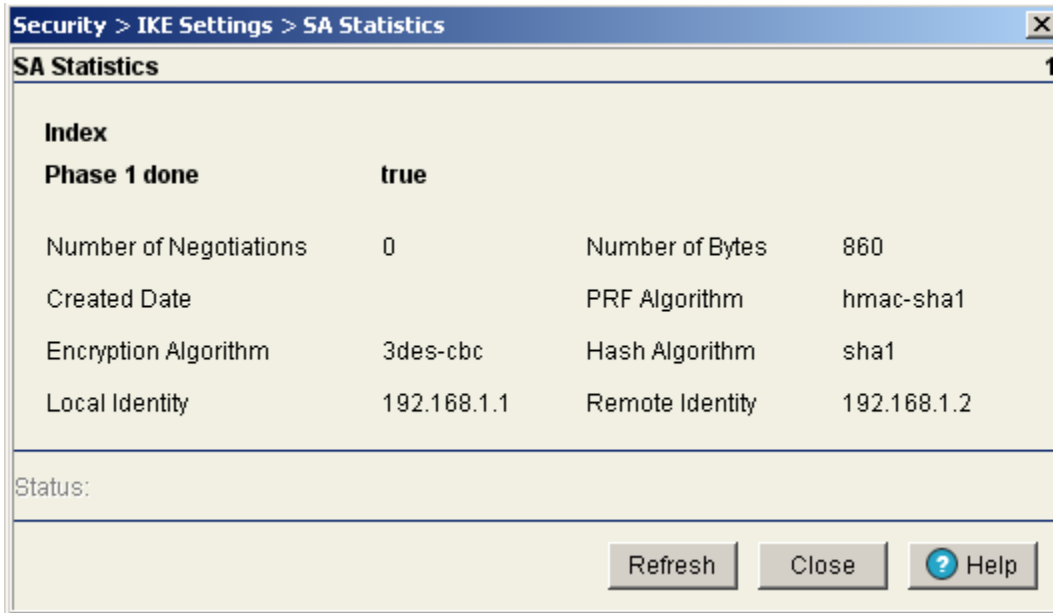 Security > IKE Settings > SA Statistics
SA Statistics 1
Index
Phase 1 done true
Number of Negotiations 0 Number of Bytes 860
Created Date PRF Algorithm hmac-sha1
Encryption Algorithm 3des-cbc Hash Algorithm sha1
Local Identity 192.168.1.1 Remote Identity 192.168.1.2
Status:
Refresh Close ? Help